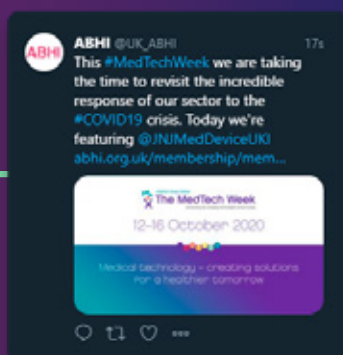 ABHI
ABHI @UK_ABHI 17s
This #MedTechWeek we are taking
the time to revisit the incredible
response of our sector to the
#COVID19 crisis. Today we're
featuring @JNJMedDeviceUKI
abhi.org.uk/membership/mem...
The MedTech Week
12-16 October 2020
Medical technology - creating solutions
for a healthier tomorrow